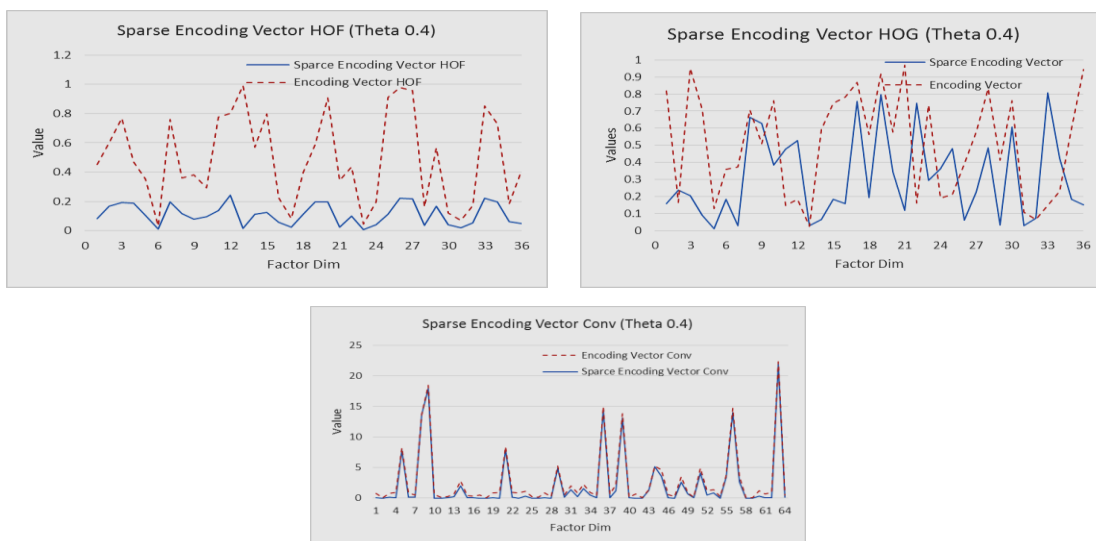 Sparse Encoding Vector HOF (Theta 0.4)
1.2
Sparse Encoding Vector HOF
1
Encoding Vector HOF
0.8
0.6
0.4
0.2
0
Value
0 3 6 9 12 15 18 21 24 27 30 33 36
Factor Dim
Sparse Encoding Vector HOG (Theta 0.4)
1
Sparse Encoding Vector
0.9
Encoding Vector
0.8
0.7
0.6
0.5
0.4
0.3
0.2
0.1
0
Values
0 3 6 9 12 15 18 21 24 27 30 33 36
Factor Dim
Sparse Encoding Vector Conv (Theta 0.4)
25
Encoding Vector Conv
20
Sparce Encoding Vector Conv
15
10
5
0
Value
1 4 7 10 13 16 19 22 25 28 31 34 37 40 43 46 49 52 55 58 61 64
Factor Dim